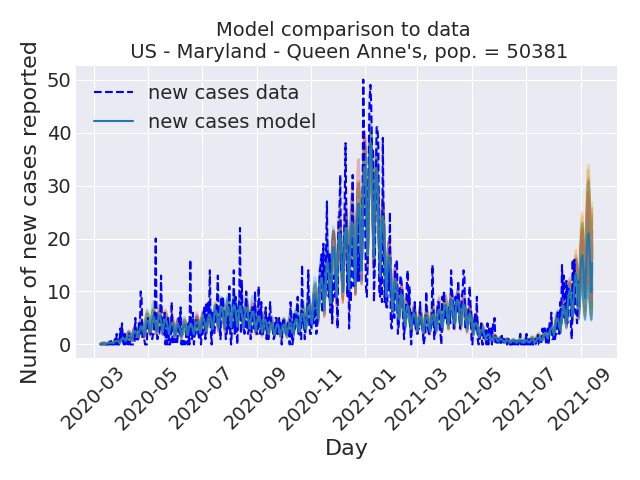 Model comparison to data
US - Maryland - Queen Anne's, pop. = 50381
Number of new cases reported
50
40
30
20
10
0
new cases data
new cases model
2020-03
2020-05
2020-07
2020-09
2020-11
2021-01
2021-03
2021-05
2021-07
2021-09
Day